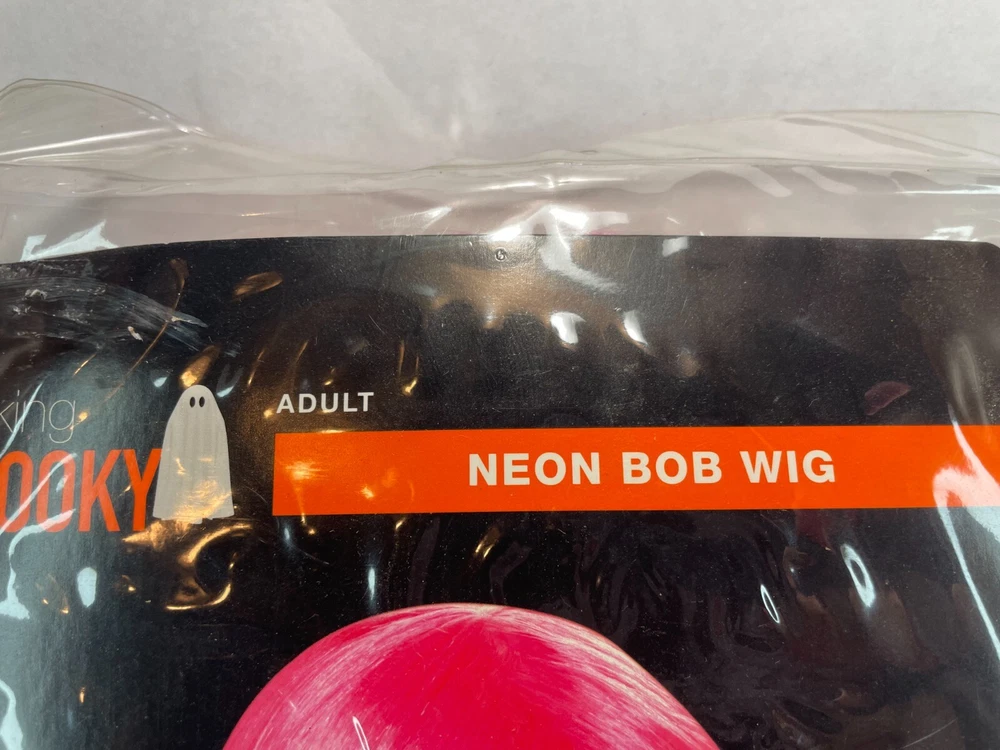 ADULT
king
OOKY
NEON BOB WIG